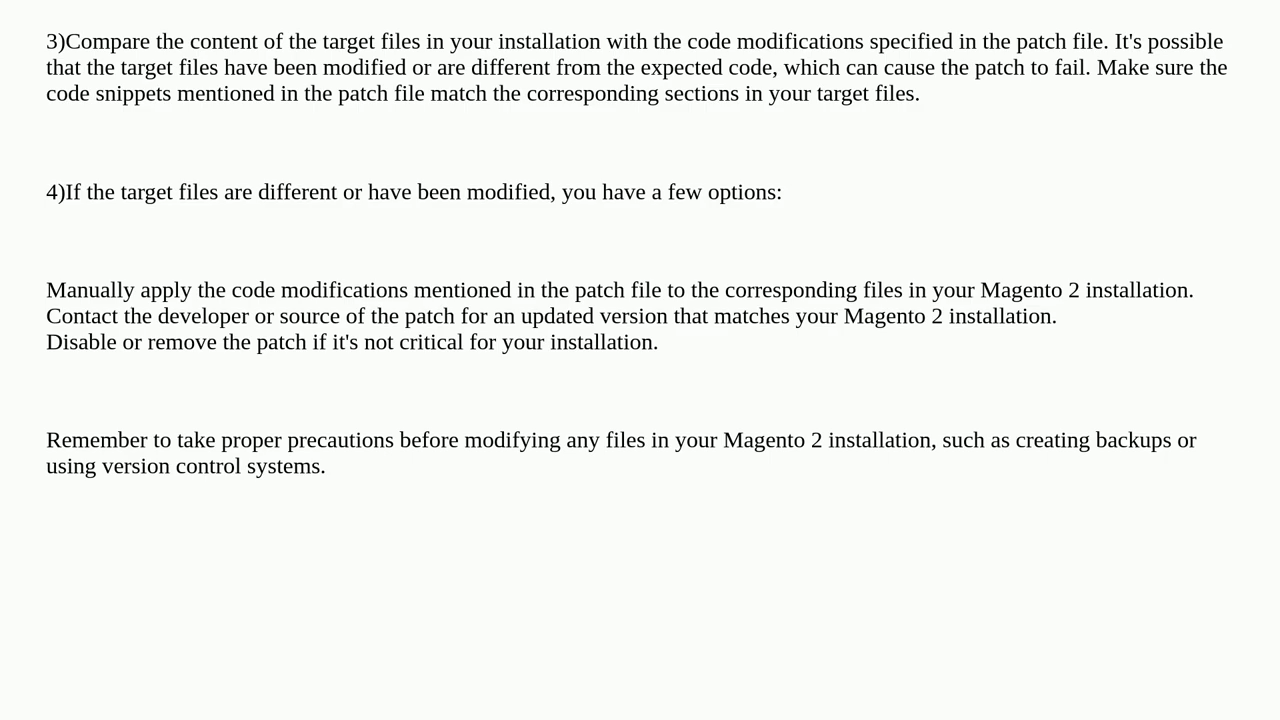 3)Compare the content of the target files in your installation with the code modifications specified in the patch file. It's possible
that the target files have been modified or are different from the expected code, which can cause the patch to fail. Make sure the
code snippets mentioned in the patch file match the corresponding sections in your target files.
4)If the target files are different or have been modified, you have a few options:
Manually apply the code modifications mentioned in the patch file to the corresponding files in your Magento 2 installation.
Contact the developer or source of the patch for an updated version that matches your Magento 2 installation.
Disable or remove the patch if it's not critical for your installation.
Remember to take proper precautions before modifying any files in your Magento 2 installation, such as creating backups or
using version control systems.